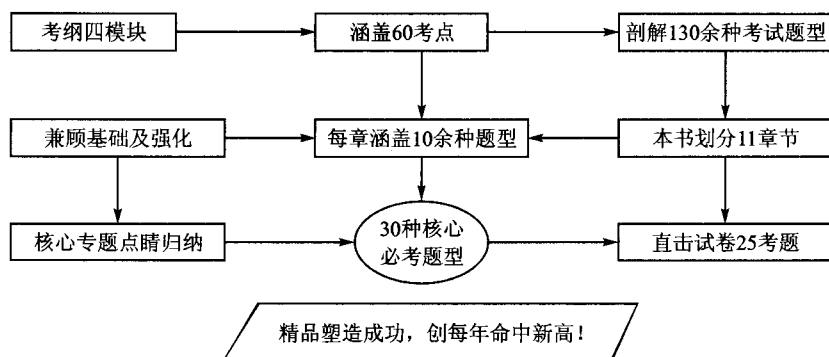 考纲四模块
涵盖60考点
剖解130余种考试题型
兼顾基础及强化
每章涵盖10余种题型
本书划分11章节
核心专题点睛归纳
30种核心
必考题型
直击试卷25考题
精品塑造成功，创每年命中新高！